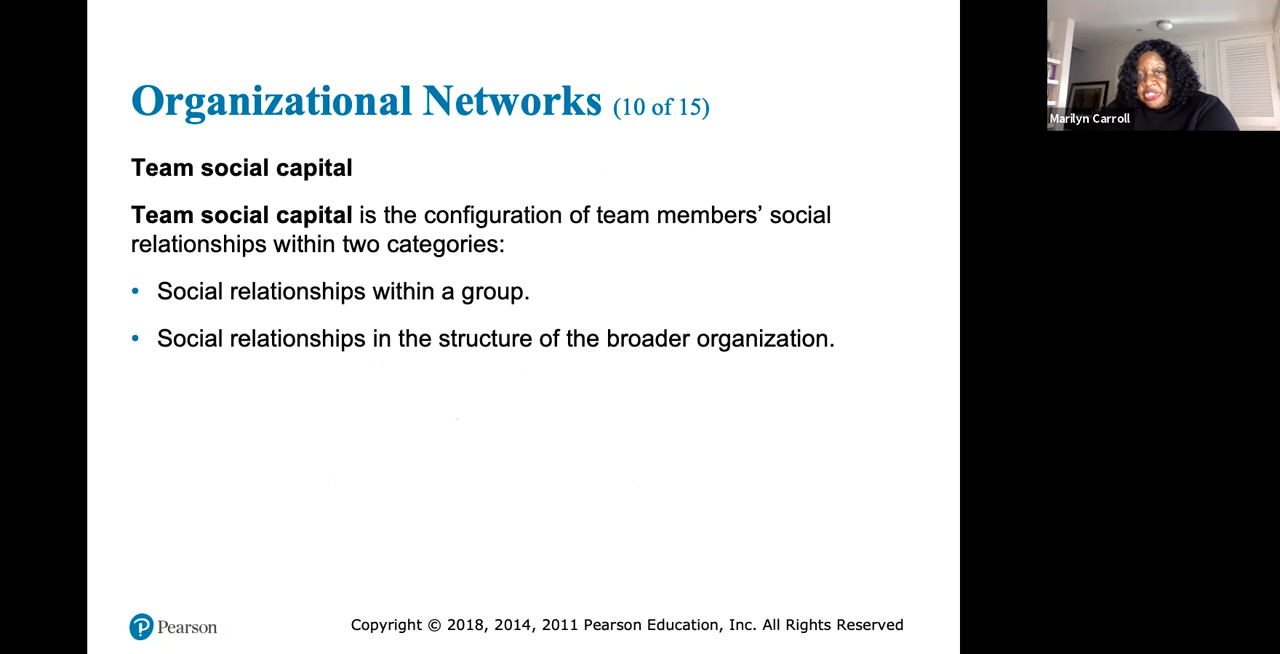 Organizational Networks (10 of 15)
Team social capital
Team social capital is the configuration of team members’ social
relationships within two categories:
• Social relationships within a group.
• Social relationships in the structure of the broader organization.
Pearson
Copyright © 2018, 2014, 2011 Pearson Education, Inc. All Rights Reserved
Marilyn Carroll